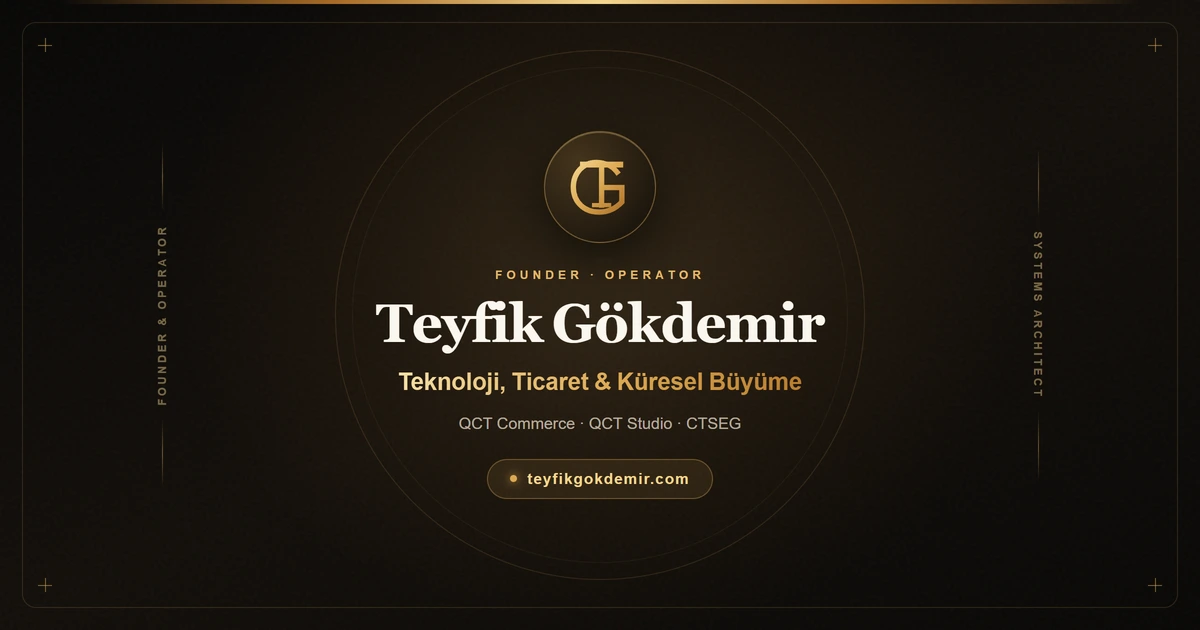 TG
FOUNDER · OPERATOR
Teyfik Gökdemir
Teknoloji, Ticaret & Küresel Büyüme
QCT Commerce · QCT Studio · CTSEG
teyfikgokdemir.com
FOUNDER & OPERATOR
SYSTEMS ARCHITECT